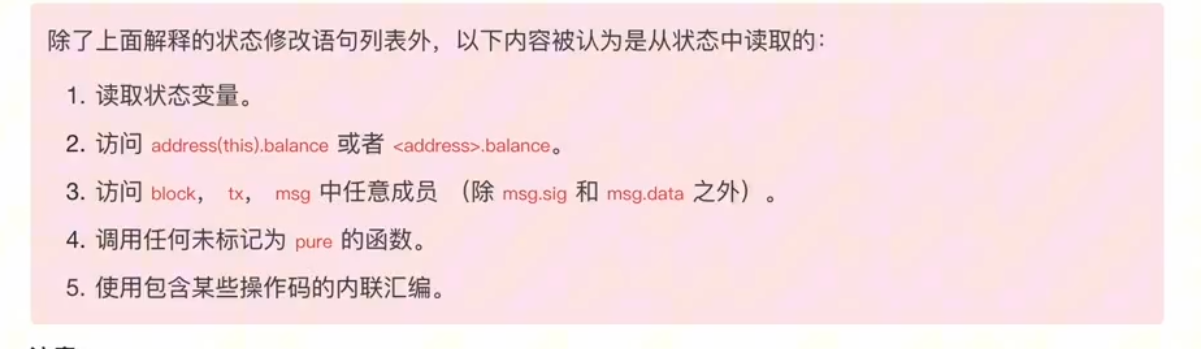 除了上面解释的状态修改语句列表外，以下内容被认为是从状态中读取的：
1. 读取状态变量。
2. 访问 address(this).balance 或者 <address>.balance。
3. 访问 block， tx， msg 中任意成员 （除 msg.sig 和 msg.data 之外）。
4. 调用任何未标记为 pure 的函数。
5. 使用包含某些操作码的内联汇编。